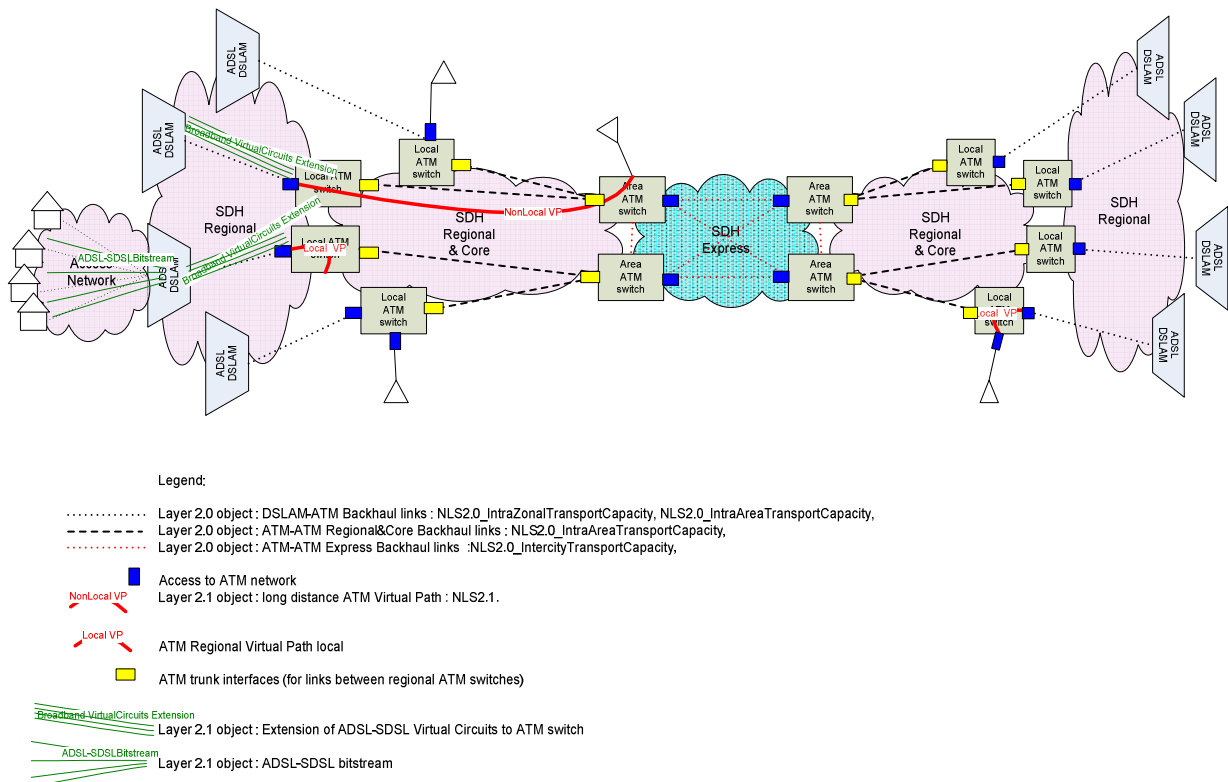 ADSL
DSLAM
ADSL
DSLAM
ADSL
DSLAM
ADSL
DSLAM
Broadband VirtualCircuits Extension
Local
ATM
switch
Local
ATM
switch
Local ATM
switch
Area
ATM
switch
Area
ATM
switch
Local
ATM
switch
SDH
Regional
NonLocal VP
SDH
Regional
& Core
SDH
Express
SDH
Regional
& Core
SDH
Regional
Broadband VirtualCircuits Extension
ADSL-SDSLBitstream
Access
Network
ADSL
DSLAM
Local ATM
Local VP
Area
ATM
switch
Area
ATM
switch
Local
ATM
switch
ADSL
DSLAM
ADSL
DSLAM
Local
ATM
switch
Local
ATM
switch
Local VP
ADSL
DSLAM
ADSL
DSLAM
Legend:
Layer 2.0 object : DSLAM-ATM Backhaul links : NLS2.0_IntraZonalTransportCapacity, NLS2.0_IntraAreaTransportCapacity,
Layer 2.0 object : ATM-ATM Regional&Core Backhaul links : NLS2.0_IntraAreaTransportCapacity,
Layer 2.0 object : ATM-ATM Express Backhaul links :NLS2.0_IntercityTransportCapacity,
Access to ATM network
NonLocal VP
Layer 2.1 object : long distance ATM Virtual Path : NLS2.1.
Local VP
ATM Regional Virtual Path local
ATM trunk interfaces (for links between regional ATM switches)
Broadband VirtualCircuits Extension
Layer 2.1 object : Extension of ADSL-SDSL Virtual Circuits to ATM switch
ADSL-SDSLBitstream
Layer 2.1 object : ADSL-SDSL bitstream